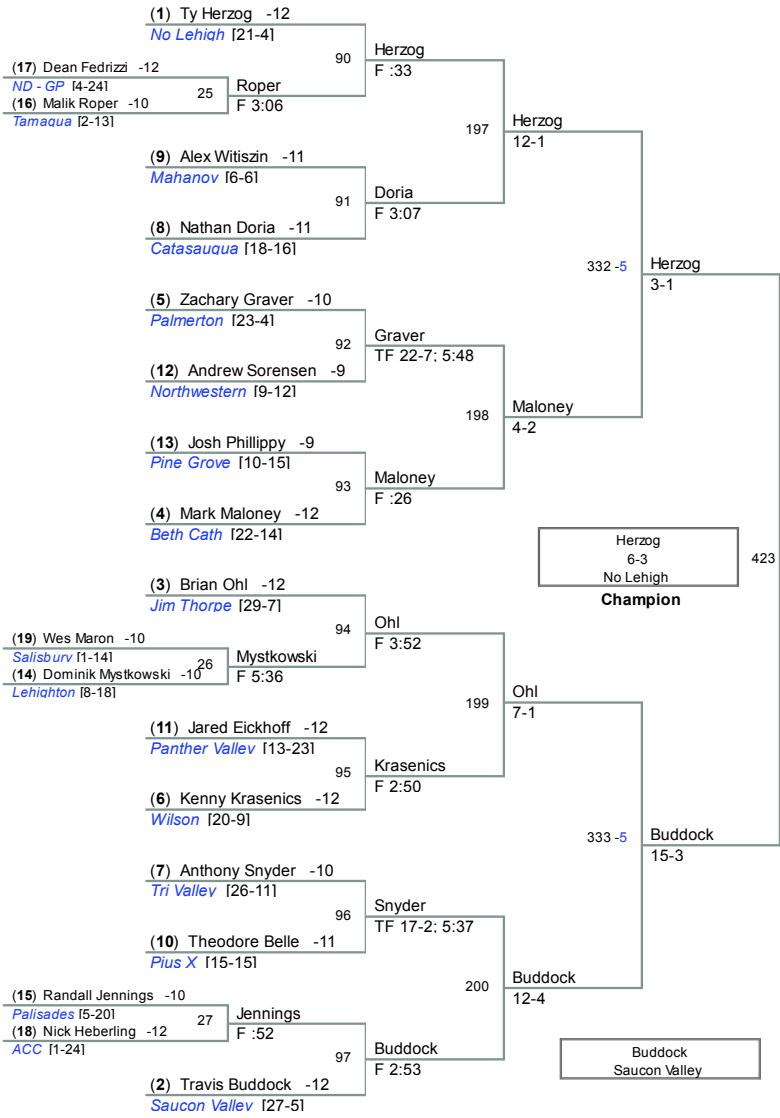 (1) Ty Herzog -12
No Lehigh [21-4]
90
Herzog
F :33
(17) Dean Fedrizzi -12
ND - GP [4-24]
25
(16) Malik Roper -10
Tamaqua [2-13]
Roper
F 3:06
197
Herzog
12-1
(9) Alex Witiszin -11
Mahanoy [6-6]
91
Doria
F 3:07
(8) Nathan Doria -11
Catasauqua [18-16]
332 -5
Herzog
3-1
(5) Zachary Graver -10
Palmerton [23-4]
92
Graver
TF 22-7; 5:48
(12) Andrew Sorensen -9
Northwestern [9-12]
198
Maloney
4-2
(13) Josh Phillippy -9
Pine Grove [10-15]
93
Maloney
F :26
(4) Mark Maloney -12
Beth Cath [22-14]
Herzog
6-3
No Lehigh
Champion
423
(3) Brian Ohl -12
Jim Thorpe [29-7]
94
Ohl
F 3:52
(19) Wes Maron -10
Salisbury [1-14]
26
(14) Dominik Mystkowski -10
Lehighton [8-18]
Mystkowski
F 5:36
199
Ohl
7-1
(11) Jared Eickhoff -12
Panther Valley [13-23]
95
Krasenics
F 2:50
(6) Kenny Krasenics -12
Wilson [20-9]
333 -5
Buddock
15-3
(7) Anthony Snyder -10
Tri Valley [26-11]
96
Snyder
TF 17-2; 5:37
(10) Theodore Belle -11
Pius X [15-15]
200
Buddock
12-4
(15) Randall Jennings -10
Palisades [5-20]
27
(18) Nick Heberling -12
ACC [1-24]
Jennings
F :52
97
Buddock
F 2:53
(2) Travis Buddock -12
Saucon Valley [27-5]
Buddock
Saucon Valley